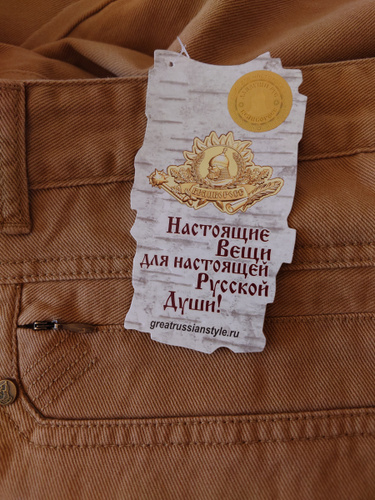 Настоящие
Вещи
для настоящей
Русской
Души!
greatrussianstyle.ru